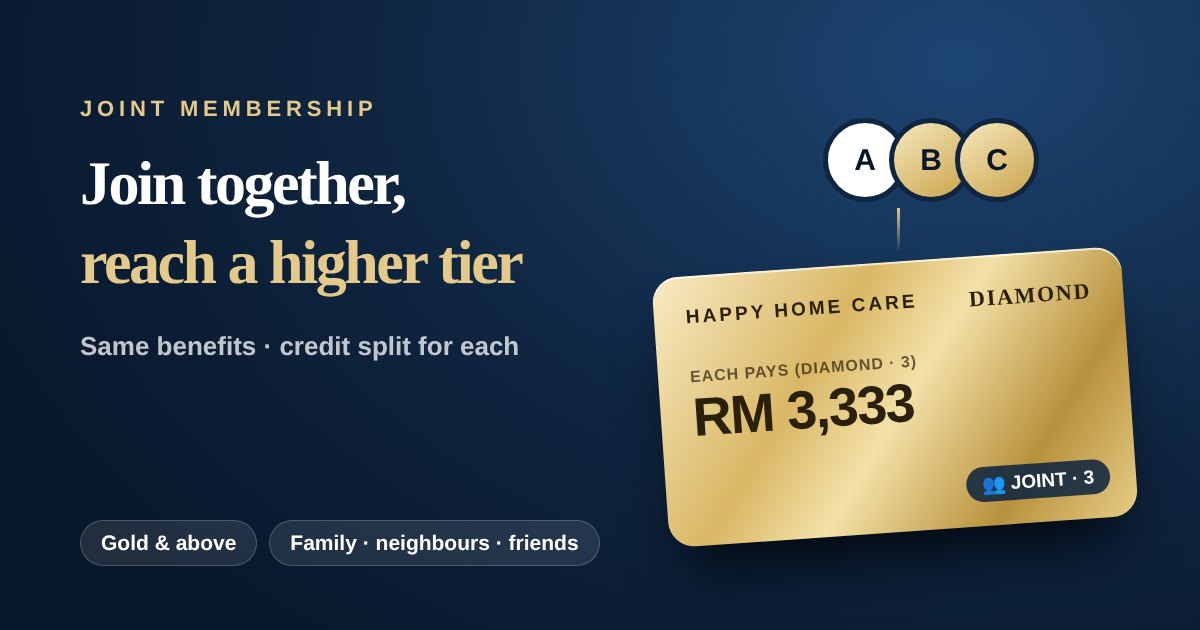 JOINT MEMBERSHIP
Join together,
reach a higher tier
Same benefits · credit split for each
Gold & above
Family · neighbours · friends
A B C
HAPPY HOME CARE
DIAMOND
EACH PAYS (DIAMOND · 3)
RM 3,333
👥 JOINT · 3